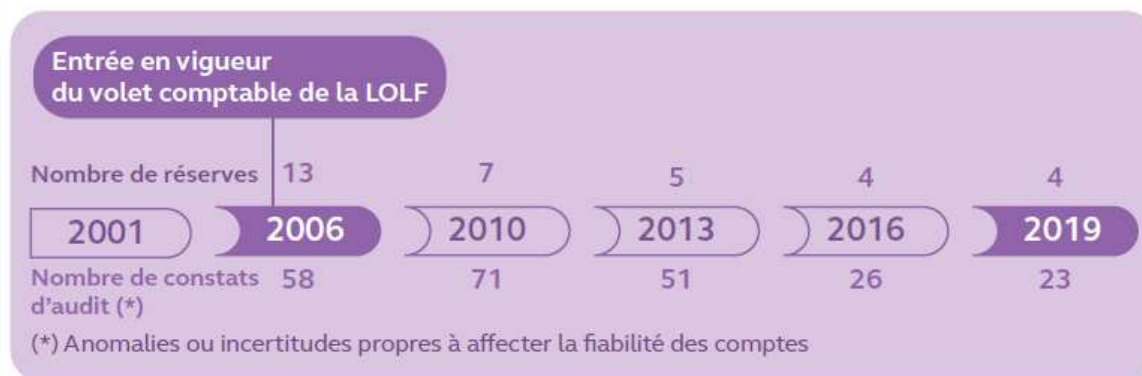 Entrée en vigueur
du volet comptable de la LOLF
Nombre de réserves 13 7 5 4 4
2001 2006 2010 2013 2016 2019
Nombre de constats 58 71 51 26 23
d'audit (*)
(*) Anomalies ou incertitudes propres à affecter la fiabilité des comptes